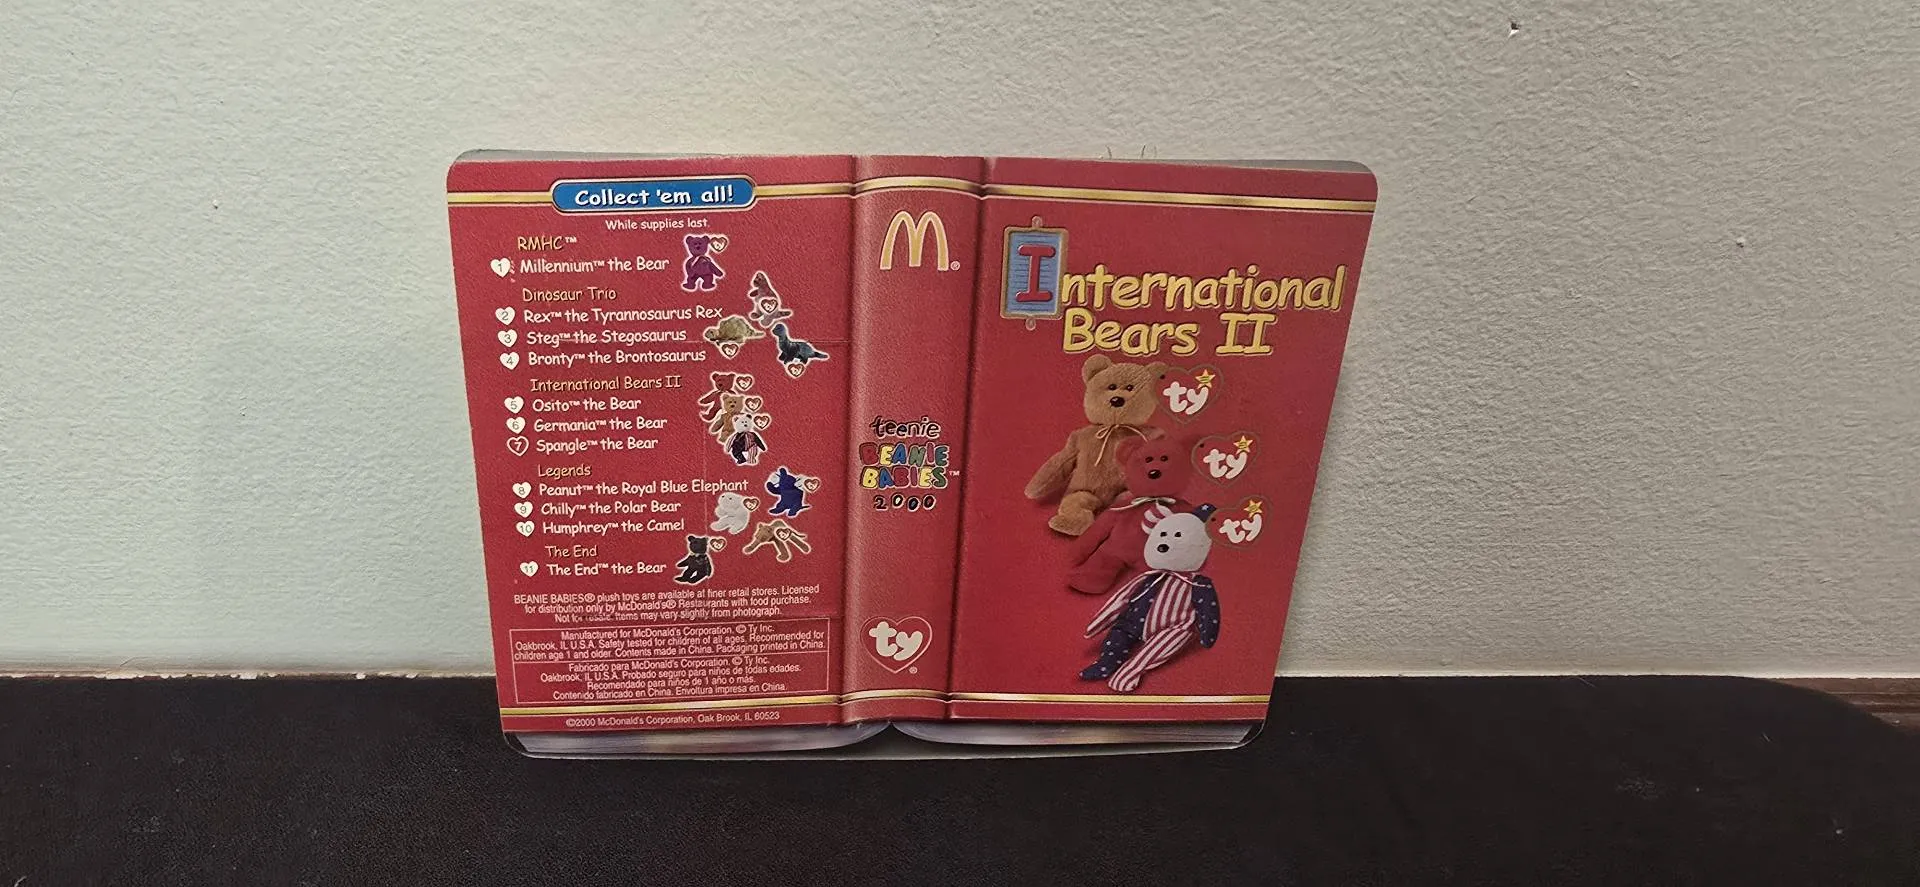 Collect 'em all!
While supplies last.
RMHC™
1 Millennium™ the Bear
Dinosaur Trio
2 Rex™ the Tyrannosaurus Rex
3 Steg™ the Stegosaurus
4 Bronty™ the Brontosaurus
International Bears II
5 Osito™ the Bear
6 Germania™ the Bear
7 Spangle™ the Bear
Legends
8 Peanut™ the Royal Blue Elephant
9 Chilly™ the Polar Bear
10 Humphrey™ the Camel
The End
11 The End™ the Bear
BEANIE BABIES® plush toys are available at finer retail stores. Licensed
for distribution only by McDonald's® Restaurants with food purchase.
Not for resale. Items may vary slightly from photograph.
Manufactured for McDonald's Corporation. © Ty Inc.
Oakbrook, IL U.S.A. Safety tested for children of all ages. Recommended for
children age 1 and older. Contents made in China. Packaging printed in China.
Fabricado para McDonald's Corporation. © Ty Inc.
Oakbrook, IL U.S.A. Probado seguro para niños de todas edades.
Recomendado para niños de 1 año o más.
Contenido fabricado en China. Envoltura impresa en China.
©2000 McDonald's Corporation, Oak Brook, IL 60523
M®
teenie
BEANIE
BABIES™
2000
ty®
International
Bears II
ty
ty
ty